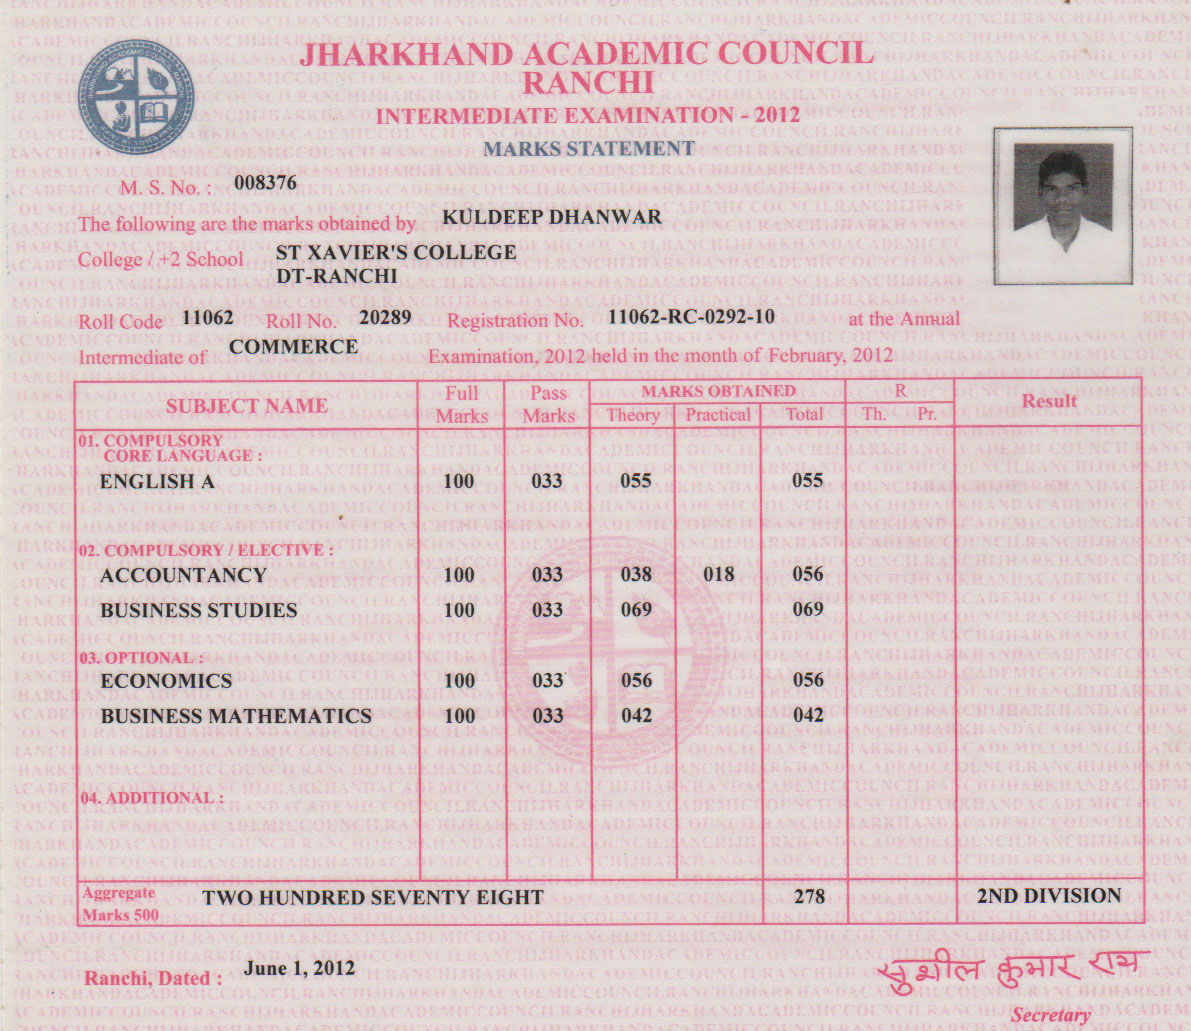 JHARKHAND ACADEMIC COUNCIL
RANCHI
INTERMEDIATE EXAMINATION - 2012
MARKS STATEMENT
M. S. No. : 008376
The following are the marks obtained by KULDEEP DHANWAR
College / +2 School ST XAVIER'S COLLEGE
DT-RANCHI
Roll Code 11062 Roll No. 20289 Registration No. 11062-RC-0292-10 at the Annual
Intermediate of COMMERCE Examination, 2012 held in the month of February, 2012
SUBJECT NAME Full Marks Pass Marks MARKS OBTAINED R Result
Theory Practical Total Th. Pr.
01. COMPULSORY
CORE LANGUAGE :
ENGLISH A 100 033 055 055
02. COMPULSORY / ELECTIVE :
ACCOUNTANCY 100 033 038 018 056
BUSINESS STUDIES 100 033 069 069
03. OPTIONAL :
ECONOMICS 100 033 056 056
BUSINESS MATHEMATICS 100 033 042 042
04. ADDITIONAL :
Aggregate Marks 500 TWO HUNDRED SEVENTY EIGHT 278 2ND DIVISION
Ranchi, Dated : June 1, 2012
सुशील कुमार राय
Secretary